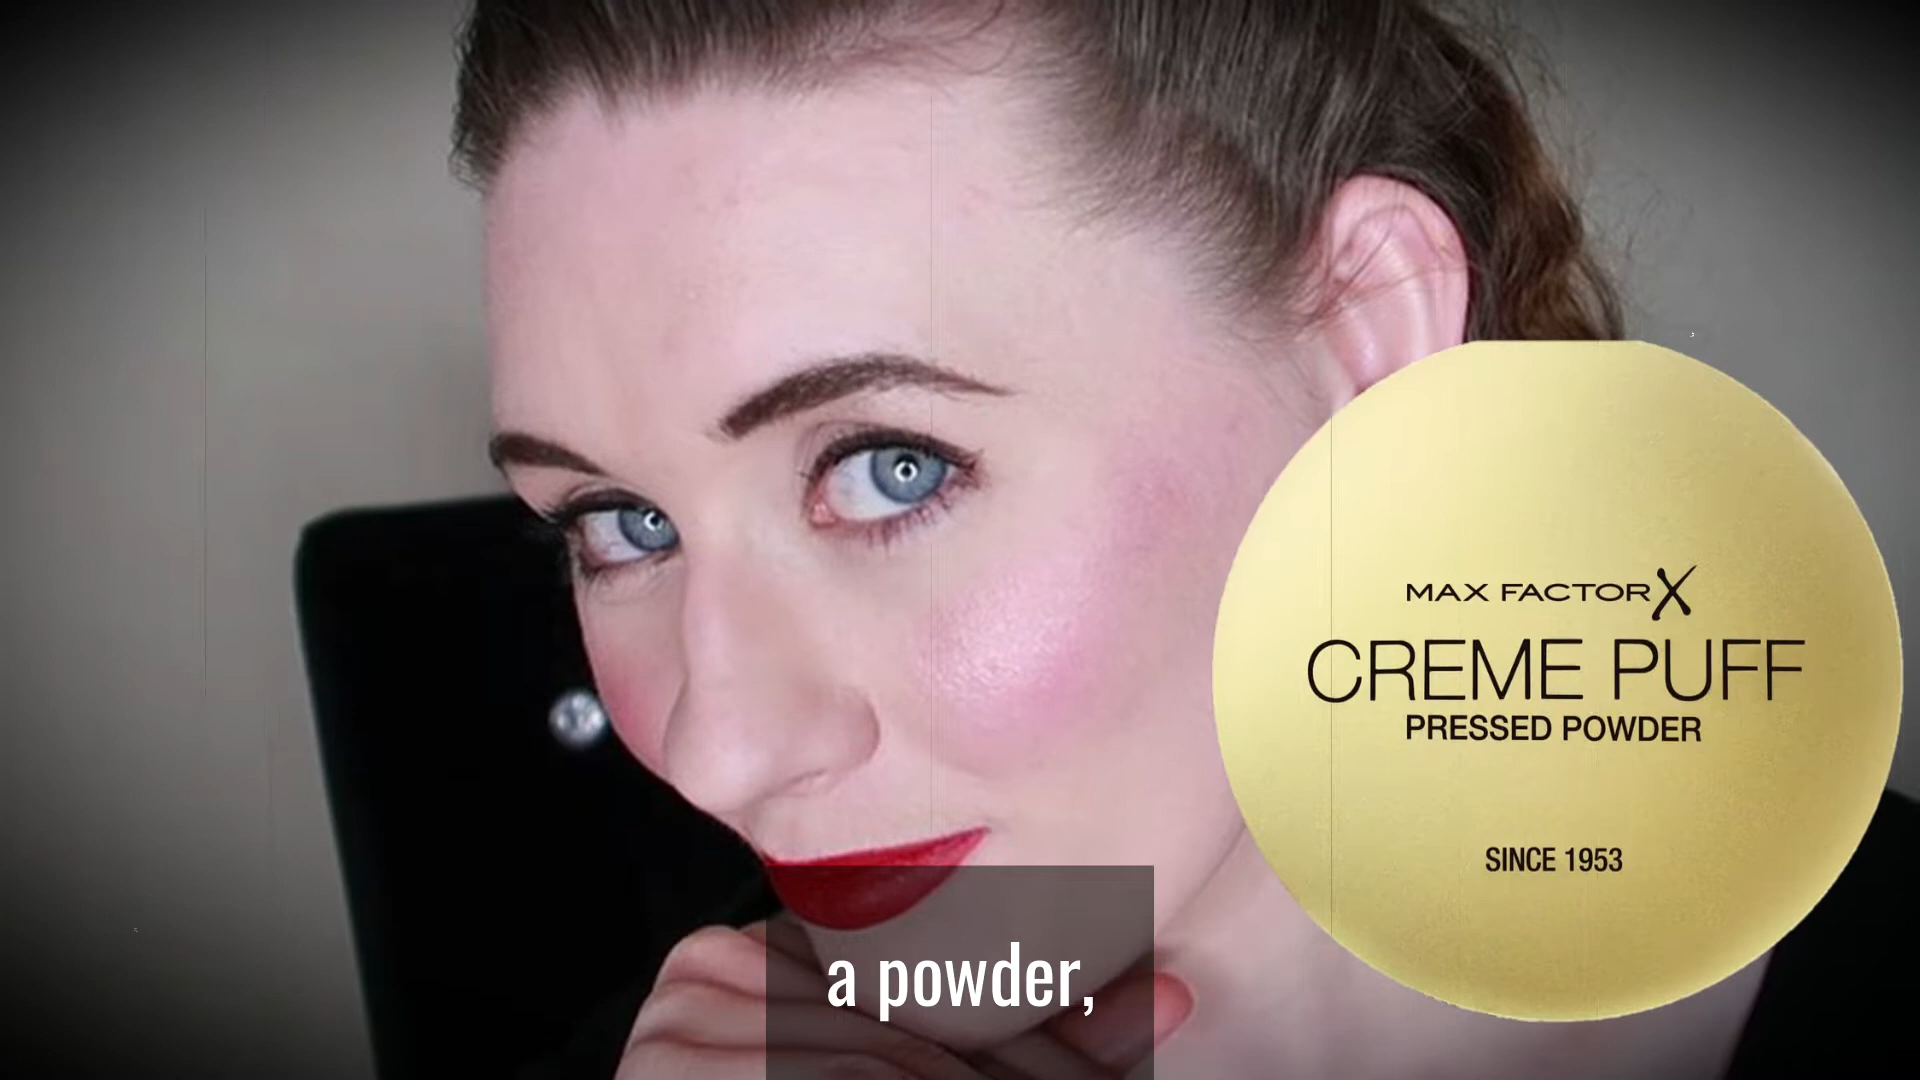 MAX FACTOR X
CREME PUFF
PRESSED POWDER
SINCE 1953
a powder,